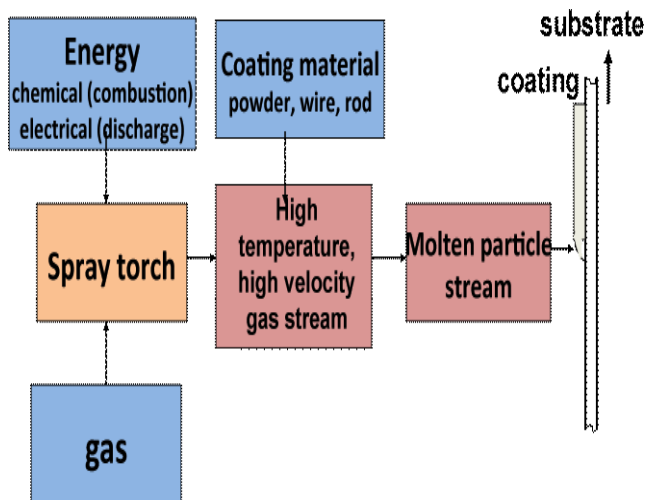 Energy
chemical (combustion)
electrical (discharge)
Coating material
powder, wire, rod
substrate
coating
Spray torch
High
temperature,
high velocity
gas stream
Molten particle
stream
gas